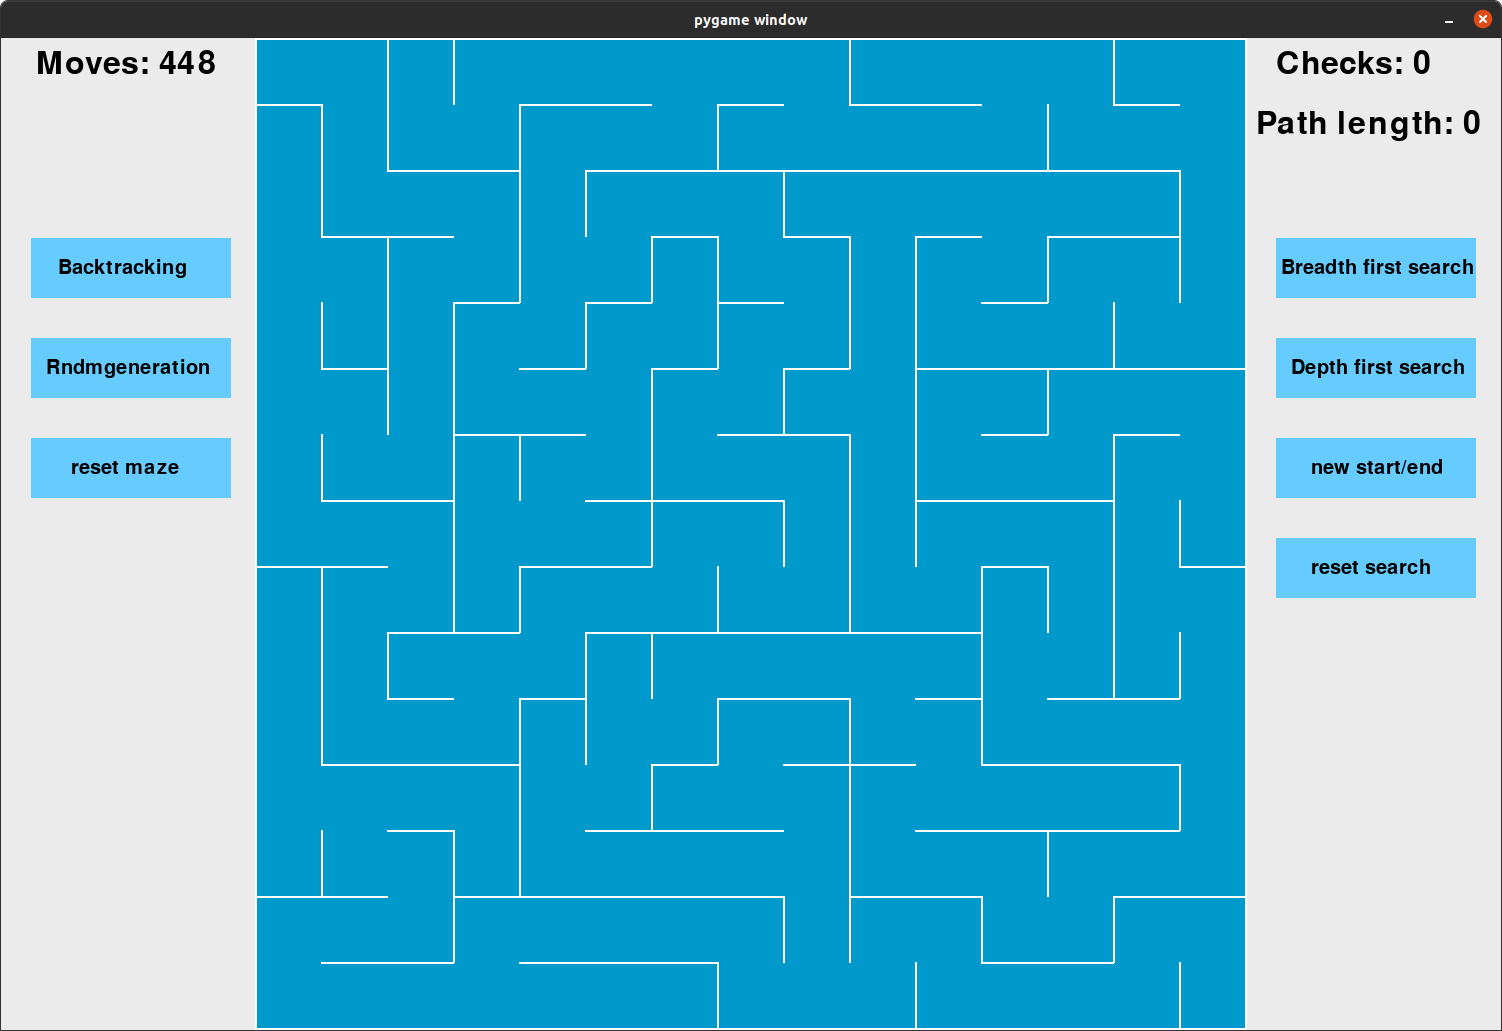 pygame window
Moves: 448
Checks: 0
Path length: 0
Backtracking
Breadth first search
Rndmgeneration
Depth first search
reset maze
new start/end
reset search